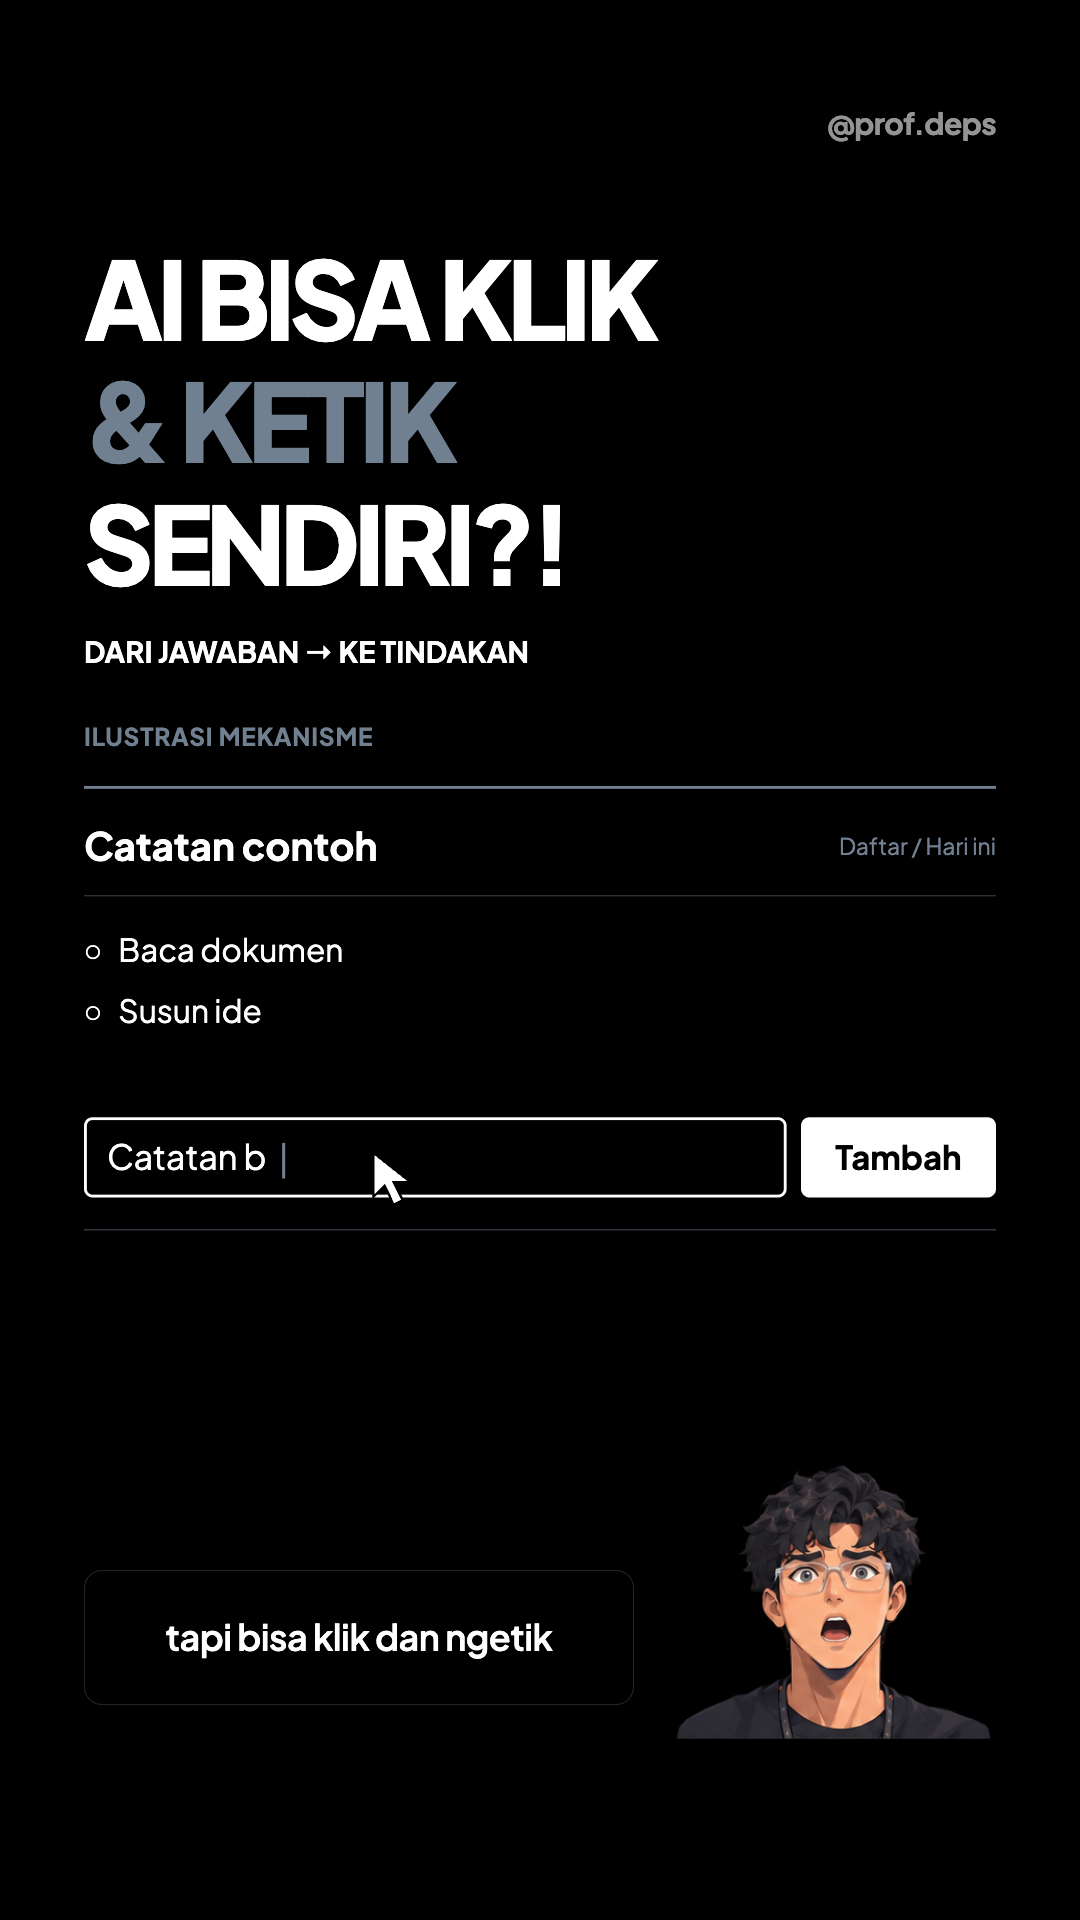 @prof.deps
AI BISA KLIK
& KETIK
SENDIRI?!
DARI JAWABAN → KE TINDAKAN
ILUSTRASI MEKANISME
Catatan contoh
Daftar / Hari ini
Baca dokumen
Susun ide
Catatan b
Tambah
tapi bisa klik dan ngetik